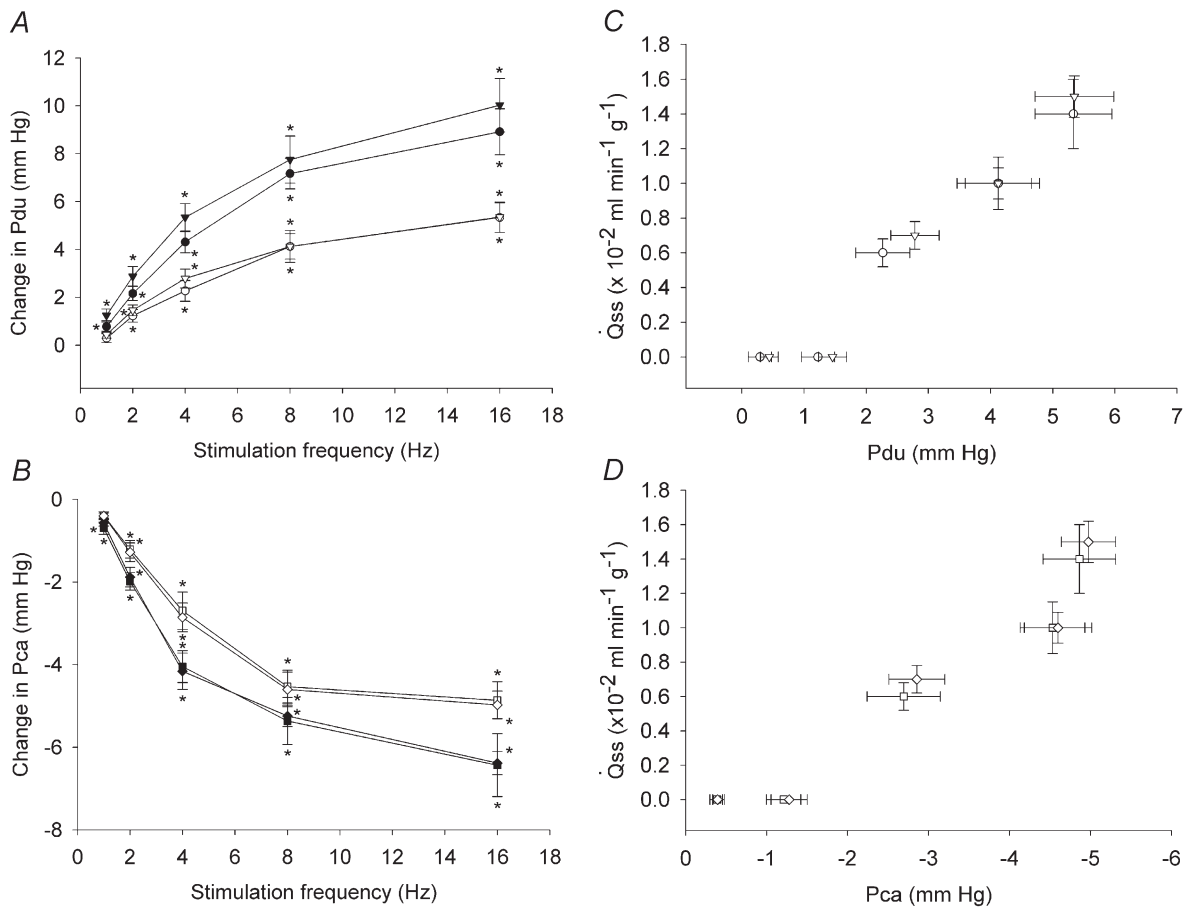 A
12
10
8
6
4
2
0
Change in Pdu (mm Hg)
0 2 4 6 8 10 12 14 16 18
Stimulation frequency (Hz)
B
0
-2
-4
-6
-8
Change in Pca (mm Hg)
0 2 4 6 8 10 12 14 16 18
Stimulation frequency (Hz)
C
1.8
1.6
1.4
1.2
1.0
0.8
0.6
0.4
0.2
0.0
Q̇ss (x 10⁻² ml min⁻¹ g⁻¹)
0 1 2 3 4 5 6 7
Pdu (mm Hg)
D
1.8
1.6
1.4
1.2
1.0
0.8
0.6
0.4
0.2
0.0
Q̇ss (x10⁻² ml min⁻¹ g⁻¹)
0 -1 -2 -3 -4 -5 -6
Pca (mm Hg)